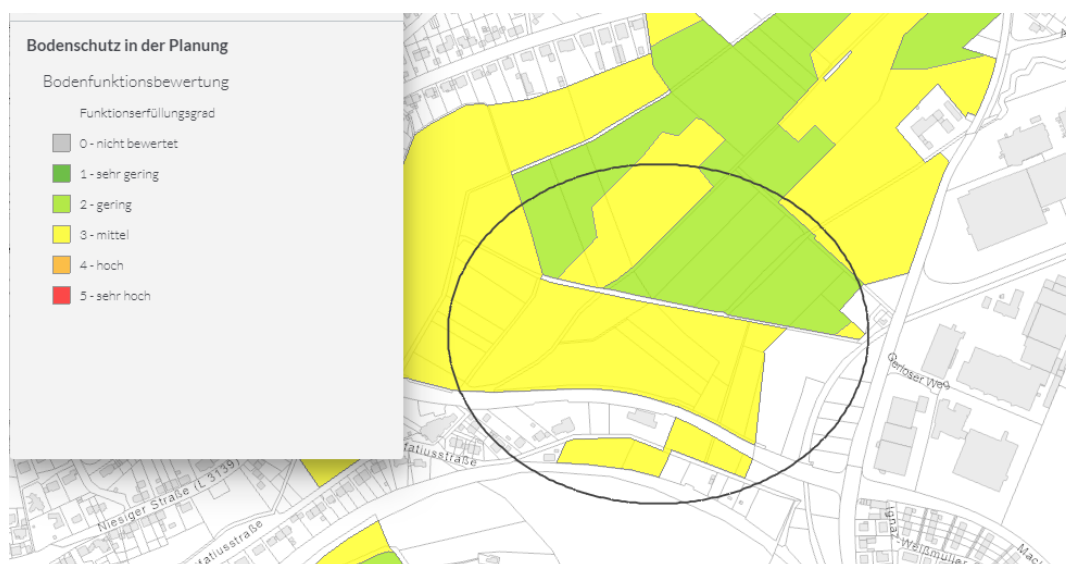 Bodenschutz in der Planung
Bodenfunktionsbewertung
Funktionserfüllungsgrad
0 - nicht bewertet
1 - sehr gering
2 - gering
3 - mittel
4 - hoch
5 - sehr hoch
Gerloser Weg
Matiusstraße
Niesiger Straße (L 3139)
Matiusstraße
Ignaz-Weißmüller
Mack